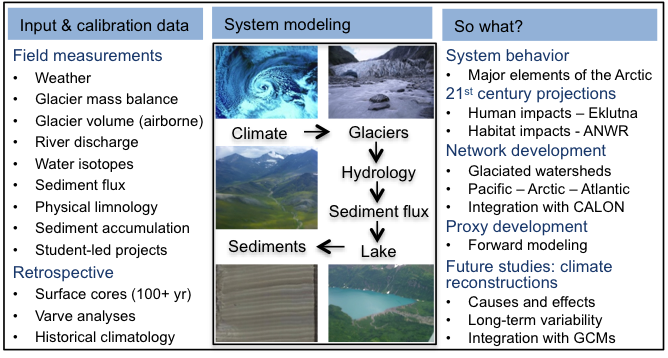 Input & calibration data
Field measurements
• Weather
• Glacier mass balance
• Glacier volume (airborne)
• River discharge
• Water isotopes
• Sediment flux
• Physical limnology
• Sediment accumulation
• Student-led projects
Retrospective
• Surface cores (100+ yr)
• Varve analyses
• Historical climatology
System modeling
Climate
Glaciers
Hydrology
Sediment flux
Sediments
Lake
So what?
System behavior
• Major elements of the Arctic
21st century projections
• Human impacts – Eklutna
• Habitat impacts - ANWR
Network development
• Glaciated watersheds
• Pacific – Arctic – Atlantic
• Integration with CALON
Proxy development
• Forward modeling
Future studies: climate
reconstructions
• Causes and effects
• Long-term variability
• Integration with GCMs